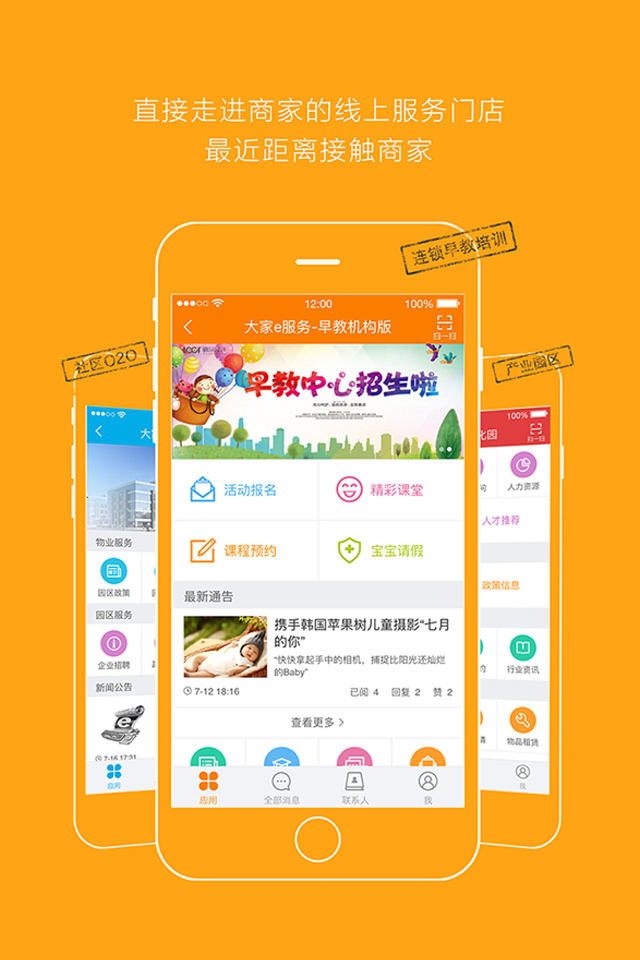 直接走进商家的线上服务门店
最近距离接触商家
连锁早教培训
社区O2O
产业园区
12:00
100%
大家e服务-早教机构版
扫一扫
早教中心招生啦
活动报名
精彩课堂
课程预约
宝宝请假
最新通告
携手韩国苹果树儿童摄影“七月
的你”
“快快拿起手中的相机,捕捉比阳光还灿烂
的Baby”
7-12 18:16
已阅 4
回复 2
赞 2
查看更多
应用
全部消息
联系人
我
大家
物业服务
园区政策
园区服务
企业招聘
新闻公告
7-16 17:31
应用
100%
化园
扫一扫
问
人力资源
人才推荐
政策信息
约
行业资讯
请
物品租赁
我